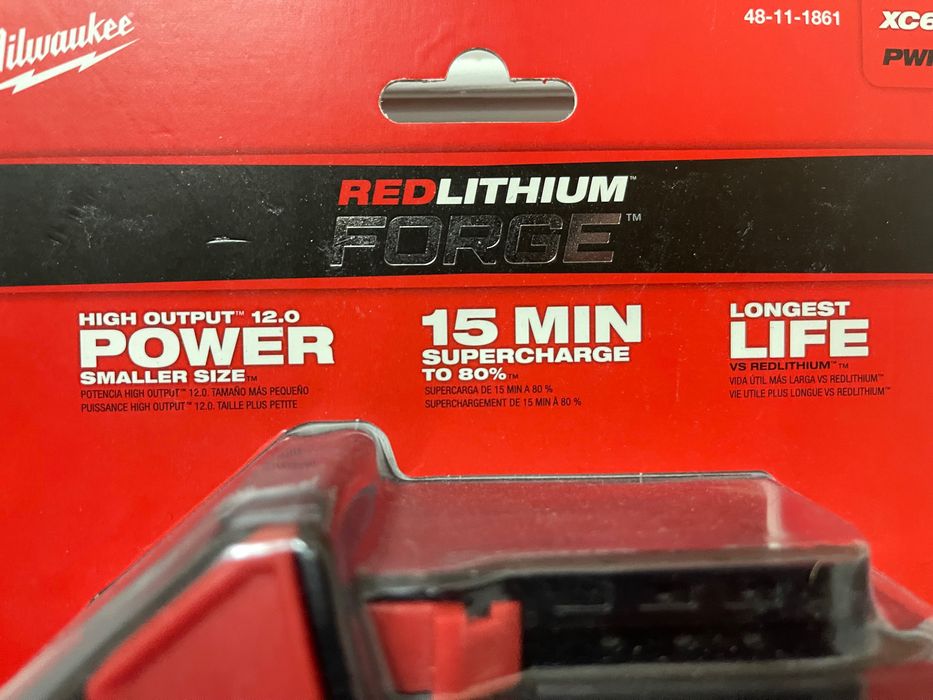 Milwaukee
48-11-1861
XC6
REDLITHIUM™
FORGE™
HIGH OUTPUT™ 12.0
POWER
SMALLER SIZE™
POTENCIA HIGH OUTPUT™ 12.0. TAMAÑO MÁS PEQUEÑO
PUISSANCE HIGH OUTPUT™ 12.0. TAILLE PLUS PETITE
15 MIN
SUPERCHARGE
TO 80%™
SUPERCARGA DE 15 MIN A 80 %
SUPERCHARGEMENT DE 15 MIN À 80 %
LONGEST
LIFE
VS REDLITHIUM™™
VIDA ÚTIL MÁS LARGA VS REDLITHIUM™
VIE UTILE PLUS LONGUE VS REDLITHIUM™